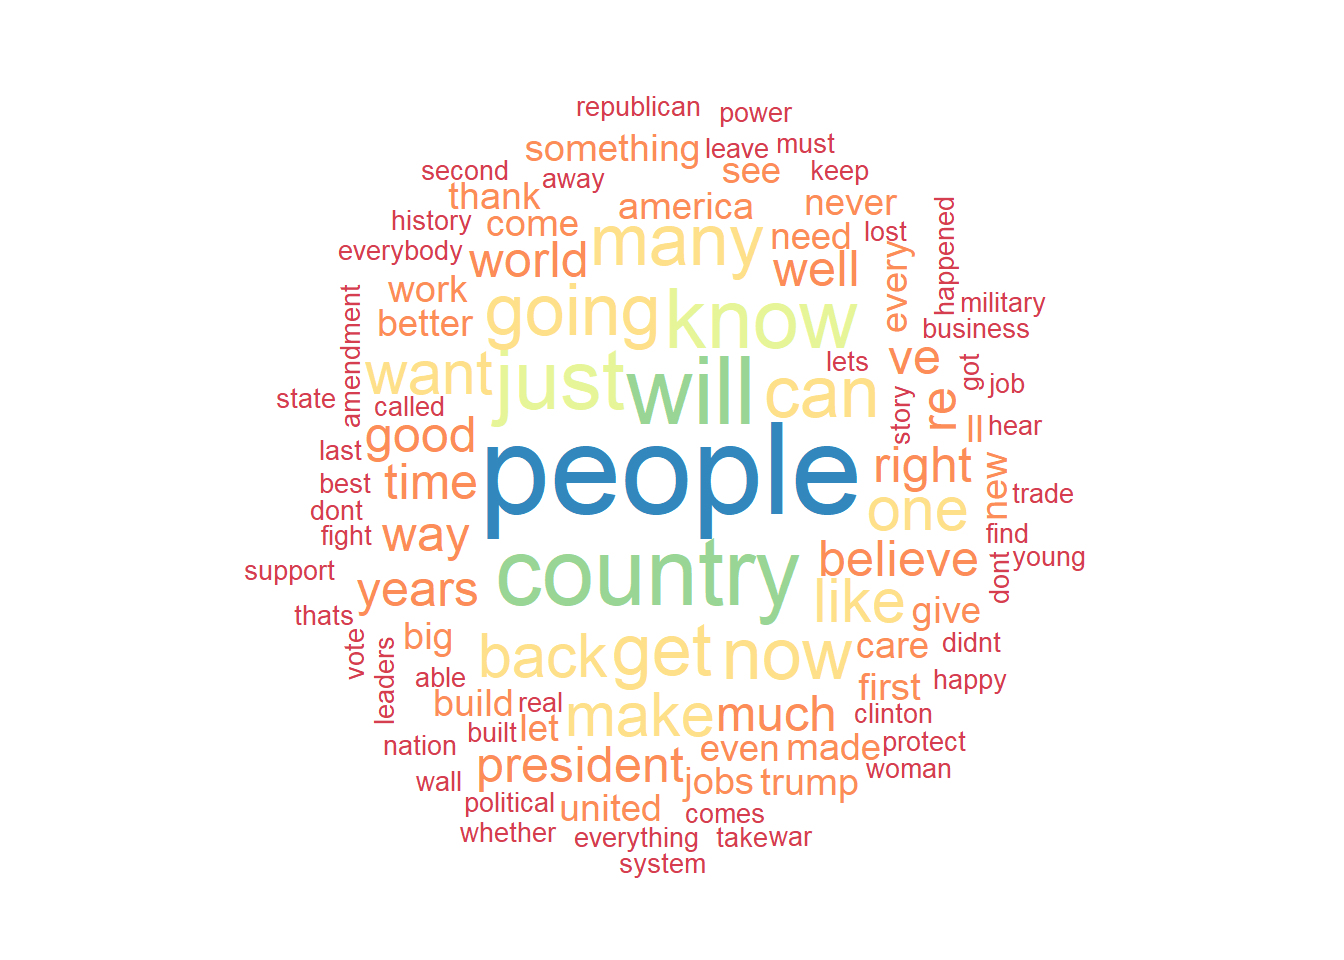 republican
power
something
leave
must
second
away
see
keep
thank
america
never
history
come
many
need
lost
everybody
world
well
every
happened
work
going
know
military
better
business
amendment
want
just
will
lets
can
ve
got
job
state
called
story
re
good
ll
hear
last
people
right
best
time
new
trade
dont
one
fight
way
find
country
believe
dont
young
support
years
like
give
thats
big
back
get
now
care
didnt
vote
leaders
able
first
happy
build
real
make
much
clinton
built
let
nation
even
made
protect
president
wall
jobs
trump
woman
political
united
comes
whether
everything
take
war
system